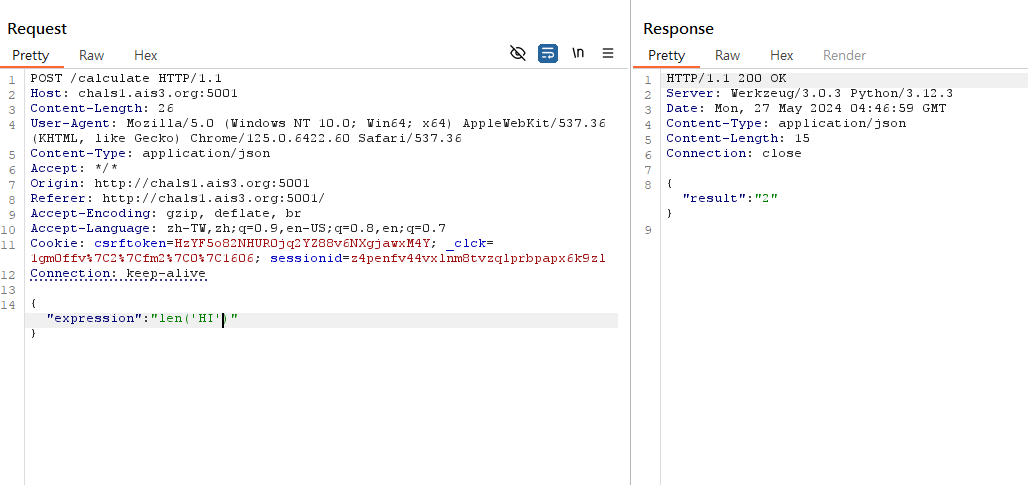 Request
Pretty Raw Hex \n
1 POST /calculate HTTP/1.1
2 Host: chals1.ais3.org:5001
3 Content-Length: 26
4 User-Agent: Mozilla/5.0 (Windows NT 10.0; Win64; x64) AppleWebKit/537.36
(KHTML, like Gecko) Chrome/125.0.6422.60 Safari/537.36
5 Content-Type: application/json
6 Accept: */*
7 Origin: http://chals1.ais3.org:5001
8 Referer: http://chals1.ais3.org:5001/
9 Accept-Encoding: gzip, deflate, br
10 Accept-Language: zh-TW,zh;q=0.9,en-US;q=0.8,en;q=0.7
11 Cookie: csrftoken=HzYF5o82NHUROjq2YZ88v6NXgjawxM4Y; _clck=
1gm0ffv%7C2%7Cfm2%7C0%7C1606; sessionid=z4penfv44vxlnm8tvzqlprbpapx6k9zl
12 Connection: keep-alive
13
14 {
"expression":"len('HI')"
}
Response
Pretty Raw Hex Render
1 HTTP/1.1 200 OK
2 Server: Werkzeug/3.0.3 Python/3.12.3
3 Date: Mon, 27 May 2024 04:46:59 GMT
4 Content-Type: application/json
5 Content-Length: 15
6 Connection: close
7
8 {
"result":"2"
}
9